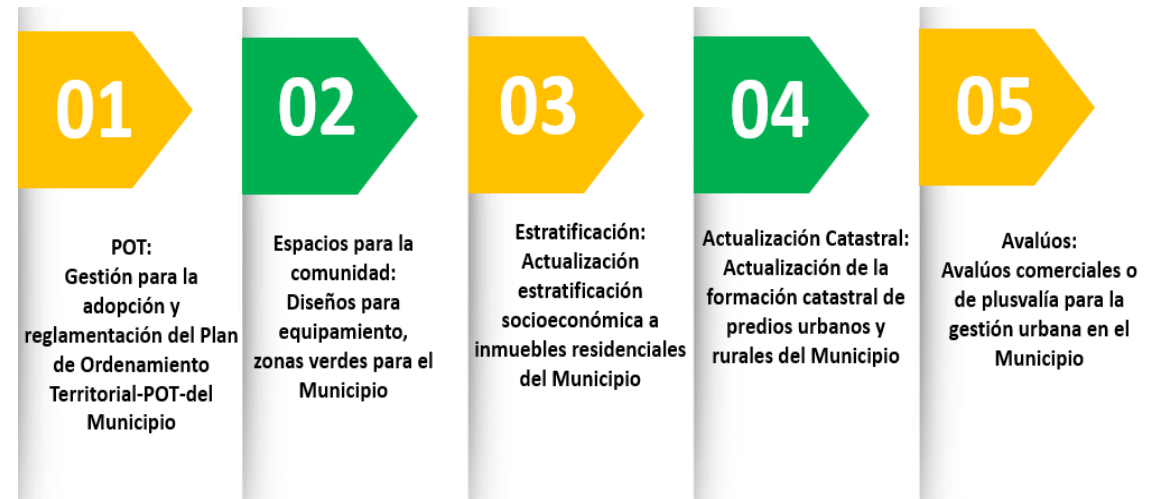 01
POT:
Gestión para la
adopción y
reglamentación del Plan
de Ordenamiento
Territorial-POT-del
Municipio
02
Espacios para la
comunidad:
Diseños para
equipamiento,
zonas verdes para el
Municipio
03
Estratificación:
Actualización
estratificación
socioeconómica a
inmuebles residenciales
del Municipio
04
Actualización Catastral:
Actualización de la
formación catastral de
predios urbanos y
rurales del Municipio
05
Avalúos:
Avalúos comerciales o
de plusvalía para la
gestión urbana en el
Municipio